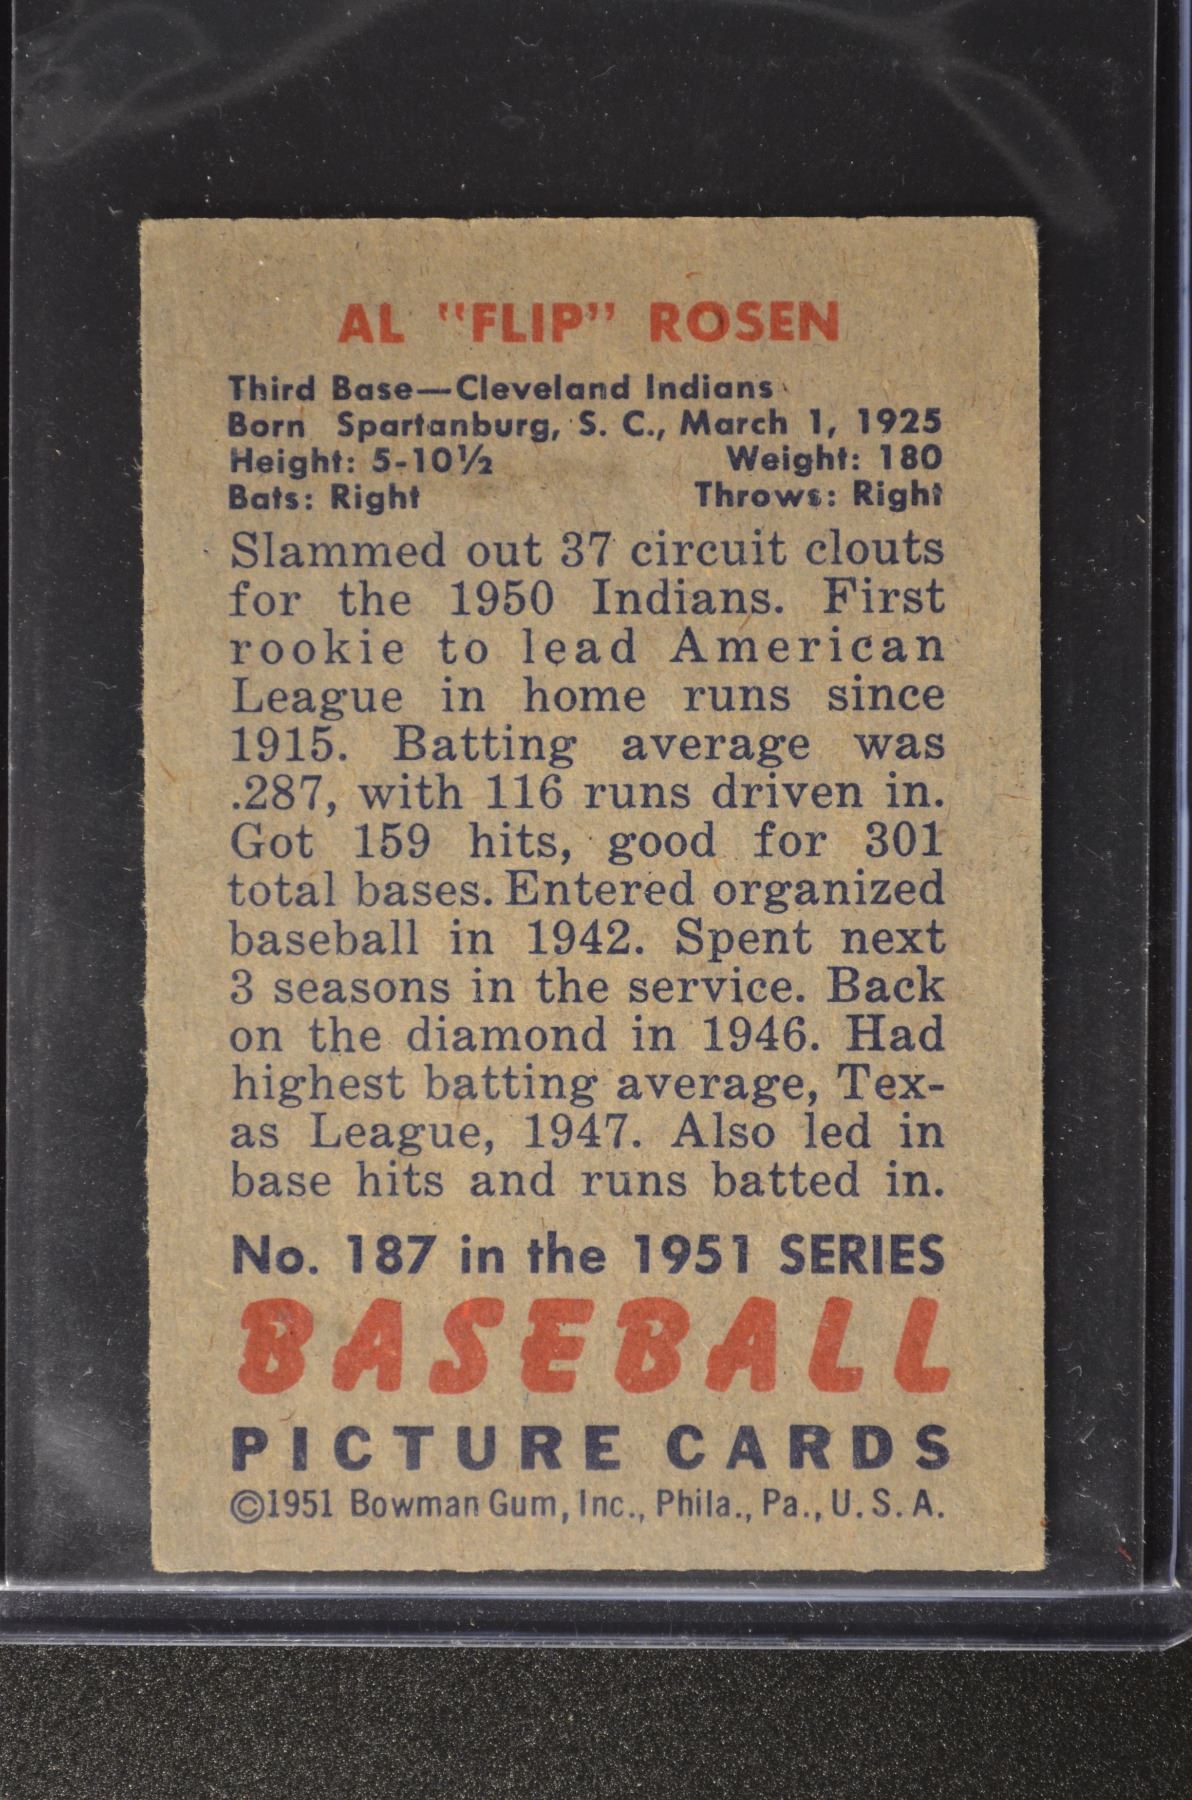 AL "FLIP" ROSEN
Third Base—Cleveland Indians
Born Spartanburg, S. C., March 1, 1925
Height: 5-10½ Weight: 180
Bats: Right Throws: Right
Slammed out 37 circuit clouts
for the 1950 Indians. First
rookie to lead American
League in home runs since
1915. Batting average was
.287, with 116 runs driven in.
Got 159 hits, good for 301
total bases. Entered organized
baseball in 1942. Spent next
3 seasons in the service. Back
on the diamond in 1946. Had
highest batting average, Tex-
as League, 1947. Also led in
base hits and runs batted in.
No. 187 in the 1951 SERIES
BASEBALL
PICTURE CARDS
©1951 Bowman Gum, Inc., Phila., Pa., U. S. A.